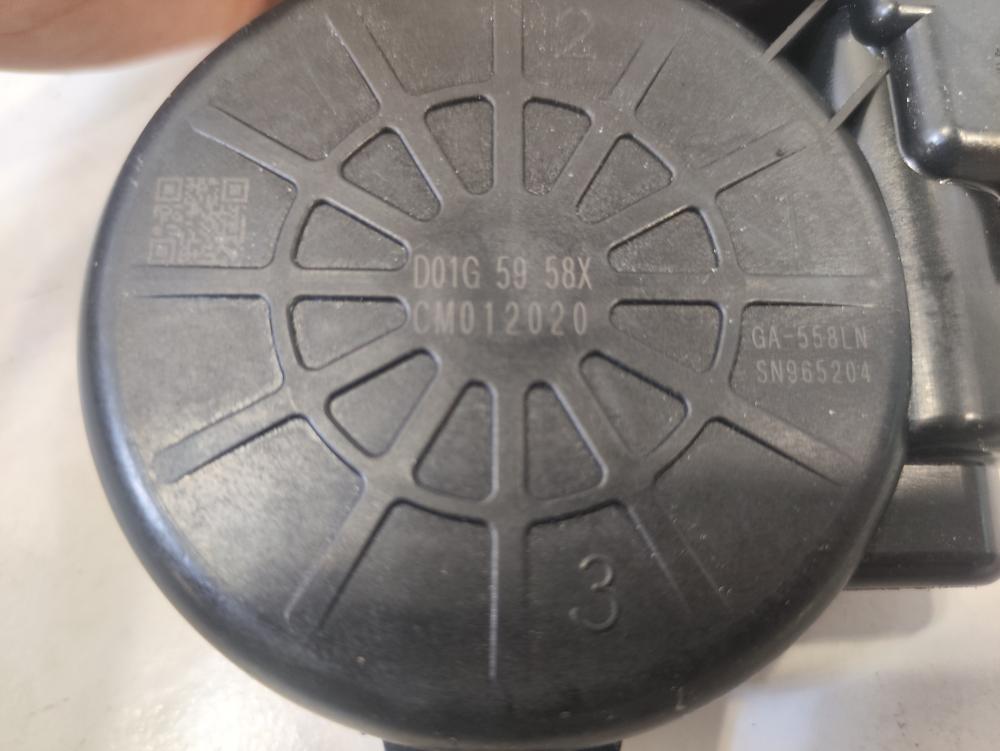 2
D01G 59 58X
CM012020
GA-558LN
SN965204
3